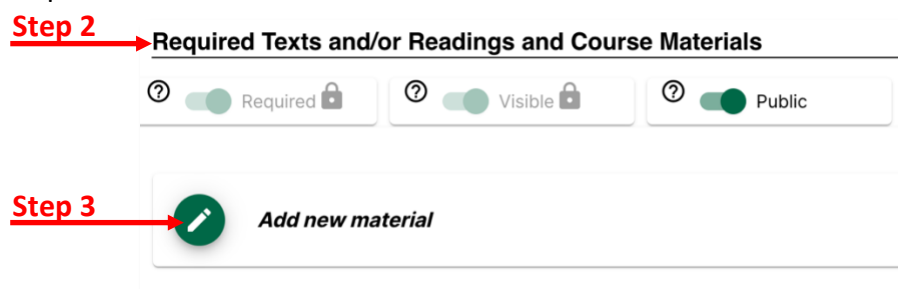 Step 2
Required Texts and/or Readings and Course Materials
Required
Visible
Public
Step 3
Add new material